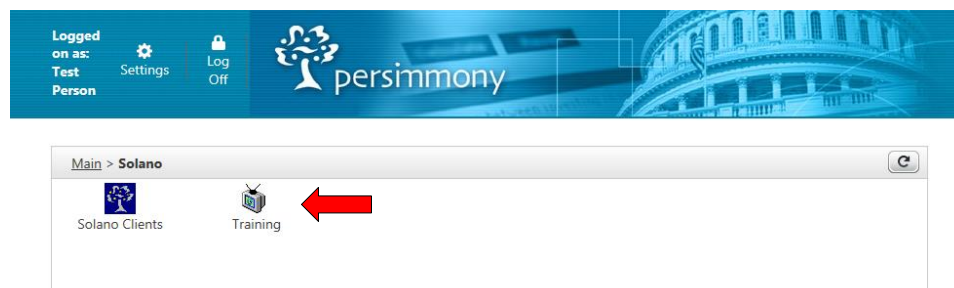 Logged
on as:
Test
Person
Settings
Log
Off
persimmony
Main > Solano
Solano Clients
Training